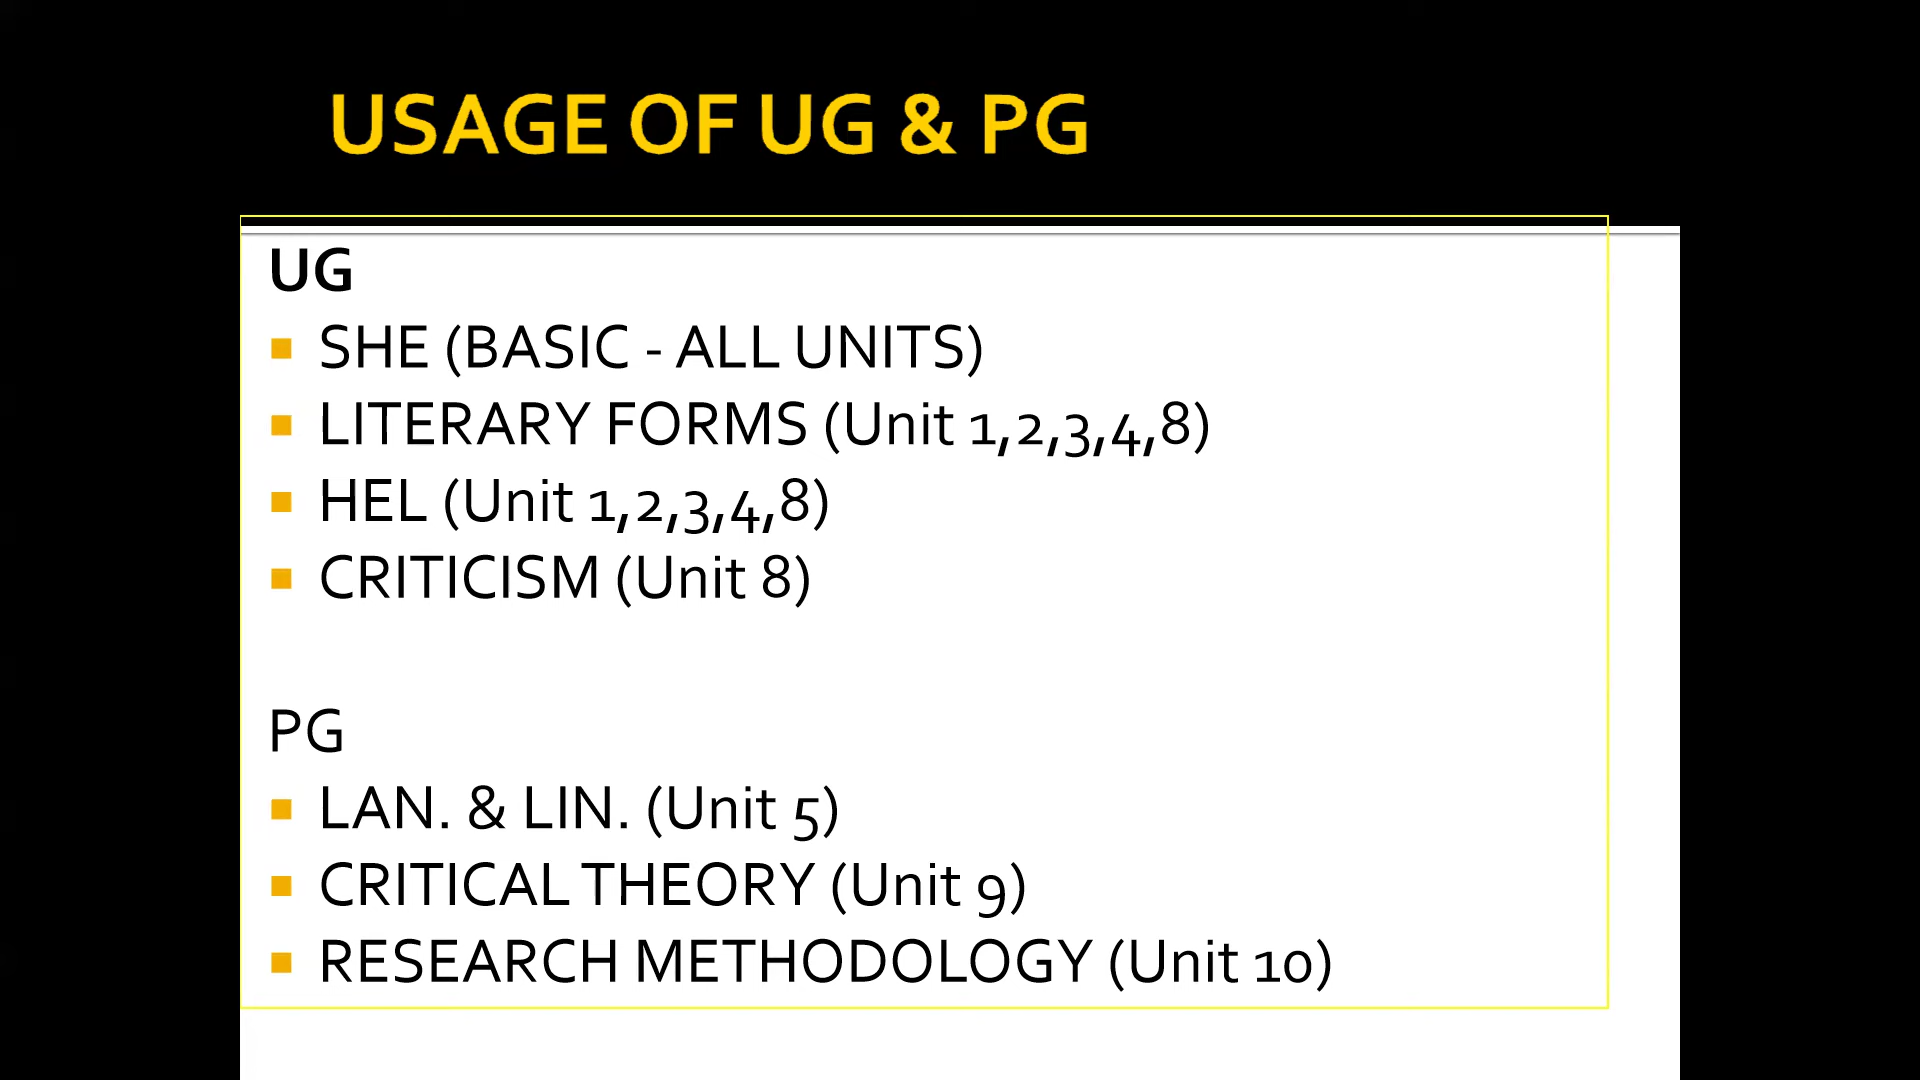 USAGE OF UG & PG
UG
SHE (BASIC - ALL UNITS)
LITERARY FORMS (Unit 1,2,3,4,8)
HEL (Unit 1,2,3,4,8)
CRITICISM (Unit 8)
PG
LAN. & LIN. (Unit 5)
CRITICAL THEORY (Unit 9)
RESEARCH METHODOLOGY (Unit 10)